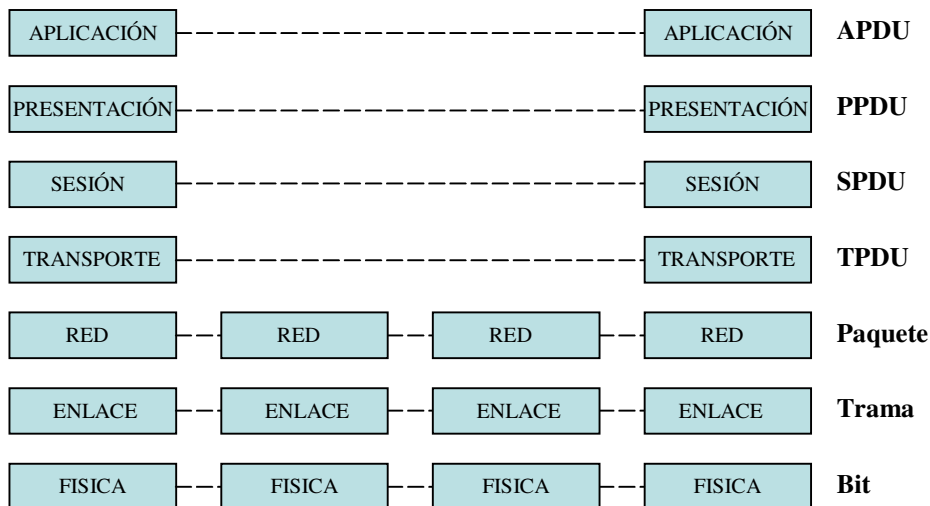 APLICACIÓN APLICACIÓN APDU
PRESENTACIÓN PRESENTACIÓN PPDU
SESIÓN SESIÓN SPDU
TRANSPORTE TRANSPORTE TPDU
RED RED RED RED Paquete
ENLACE ENLACE ENLACE ENLACE Trama
FISICA FISICA FISICA FISICA Bit